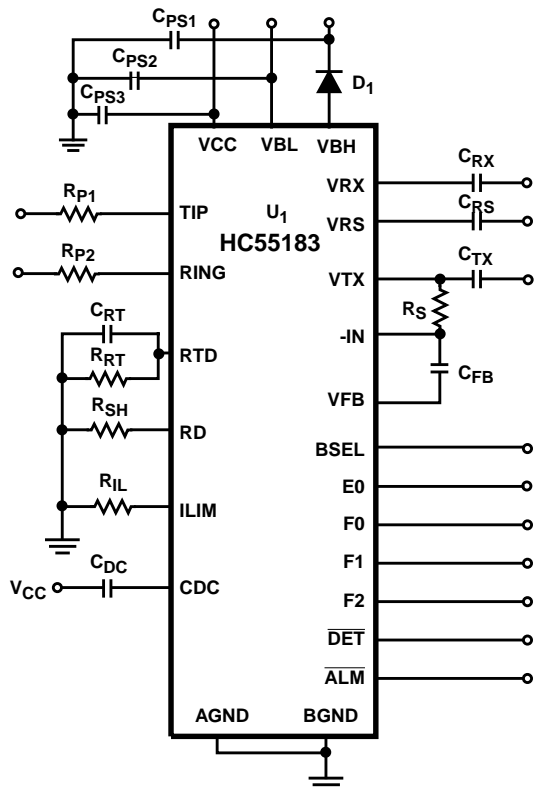 CPS1
CPS2
CPS3
D1
VCC VBL VBH
U1
HC55183
RP1
TIP
RP2
RING
CRT
RRT
RTD
RSH
RD
RIL
ILIM
VCC
CDC
CDC
VRX
CRX
VRS
CRS
VTX
CTX
RS
-IN
CFB
VFB
BSEL
E0
F0
F1
F2
DET
ALM
AGND BGND